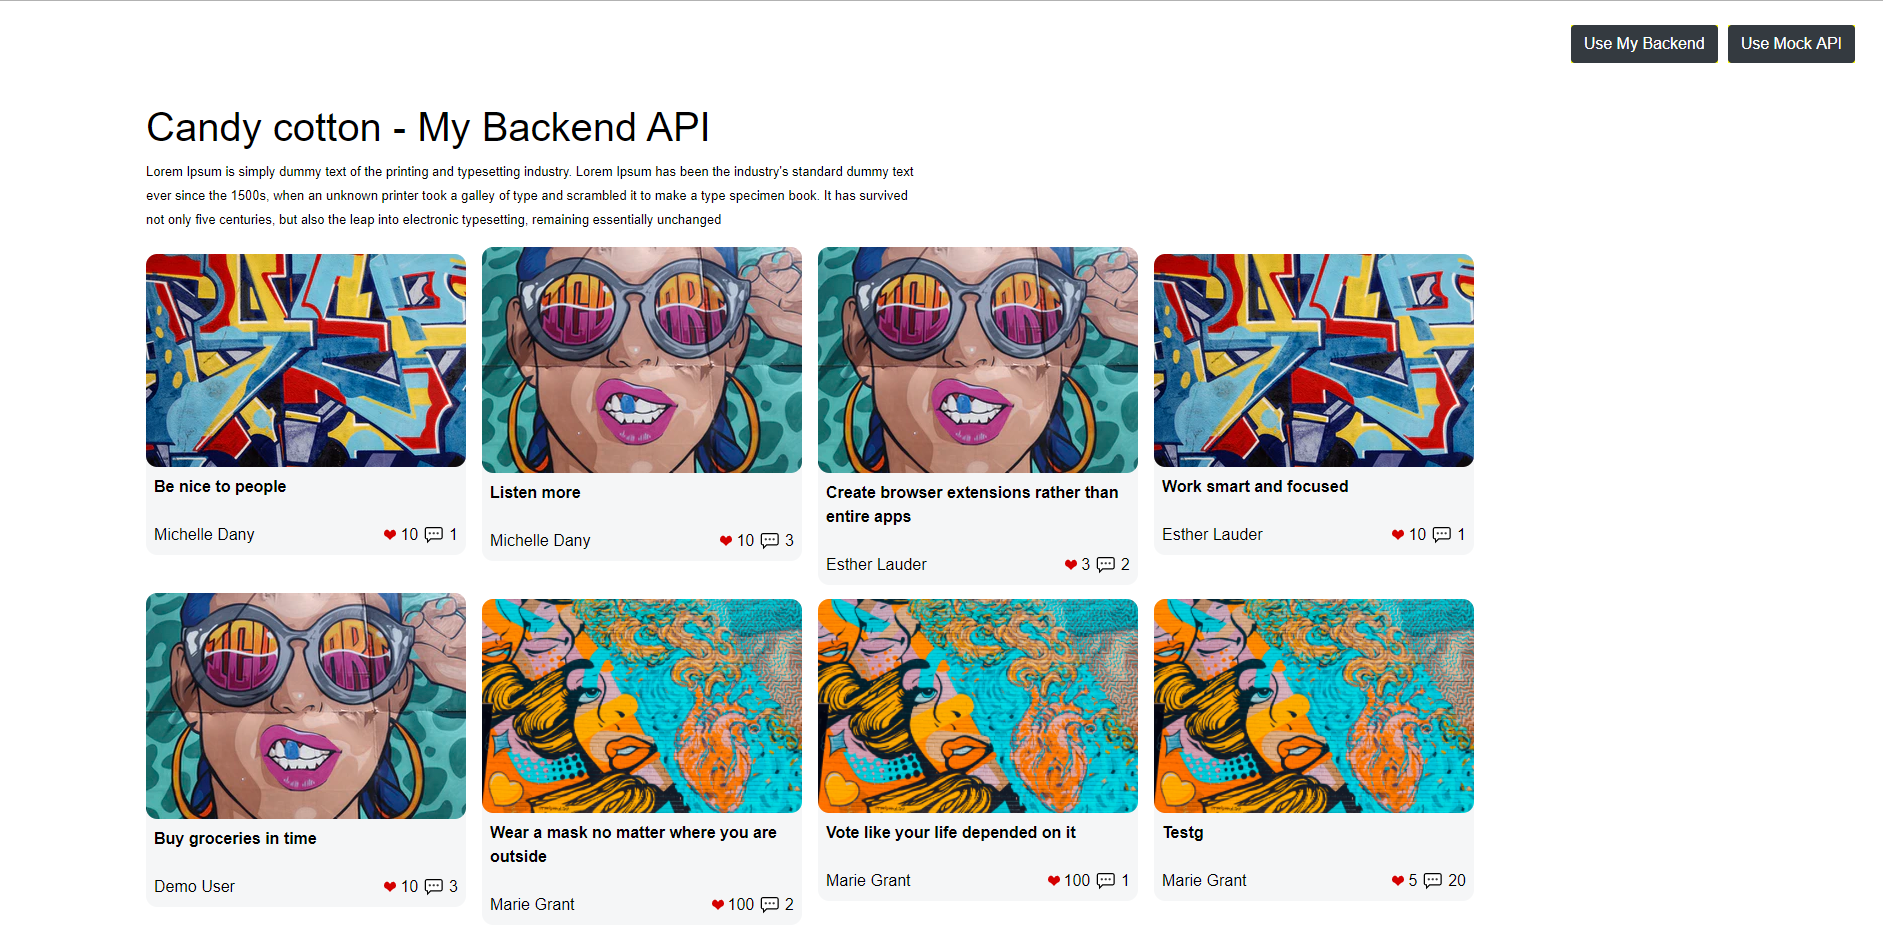 Use My Backend
Use Mock API
Candy cotton - My Backend API
Lorem Ipsum is simply dummy text of the printing and typesetting industry. Lorem Ipsum has been the industry's standard dummy text
ever since the 1500s, when an unknown printer took a galley of type and scrambled it to make a type specimen book. It has survived
not only five centuries, but also the leap into electronic typesetting, remaining essentially unchanged
Be nice to people
Michelle Dany
10 1
Listen more
Michelle Dany
10 3
Create browser extensions rather than
entire apps
Esther Lauder
3 2
Work smart and focused
Esther Lauder
10 1
Buy groceries in time
Demo User
10 3
Wear a mask no matter where you are
outside
Marie Grant
100 2
Vote like your life depended on it
Marie Grant
100 1
Testg
Marie Grant
5 20